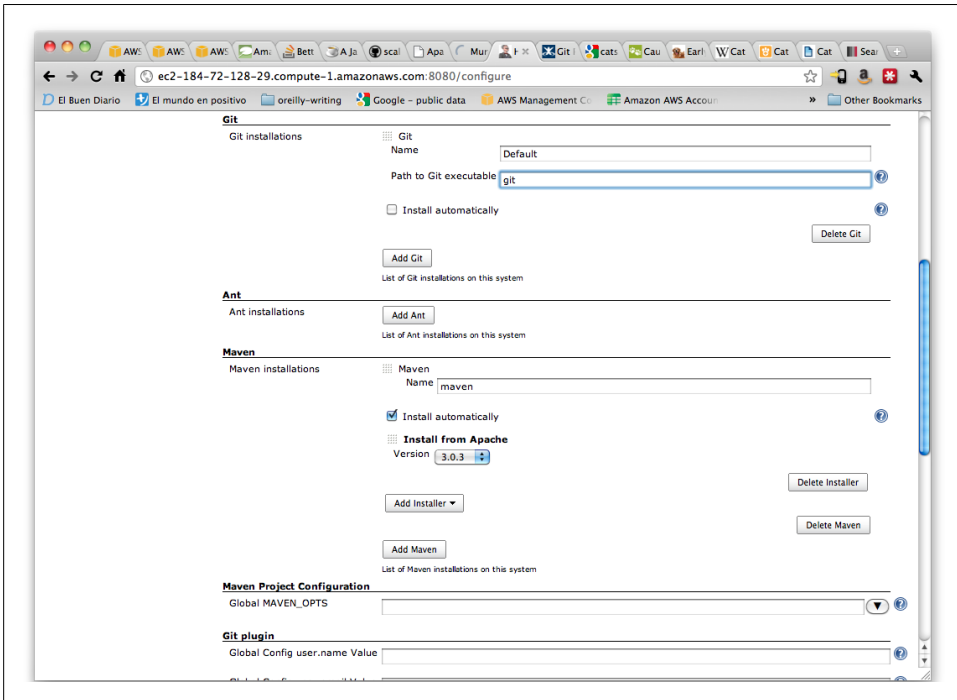 AWS AWS AWS Am: Bett A Ja scal Apa Mur Git cats Cau Earl Cat Cat Cat Sear
ec2-184-72-128-29.compute-1.amazonaws.com:8080/configure
El Buen Diario El mundo en positivo oreilly-writing Google – public data AWS Management Co Amazon AWS Accoun » Other Bookmarks
Git
Git installations Git
Name Default
Path to Git executable git
Install automatically
Delete Git
Add Git
List of Git installations on this system
Ant
Ant installations Add Ant
List of Ant installations on this system
Maven
Maven installations Maven
Name maven
Install automatically
Install from Apache
Version 3.0.3
Delete Installer
Add Installer
Delete Maven
Add Maven
List of Maven installations on this system
Maven Project Configuration
Global MAVEN_OPTS
Git plugin
Global Config user.name Value